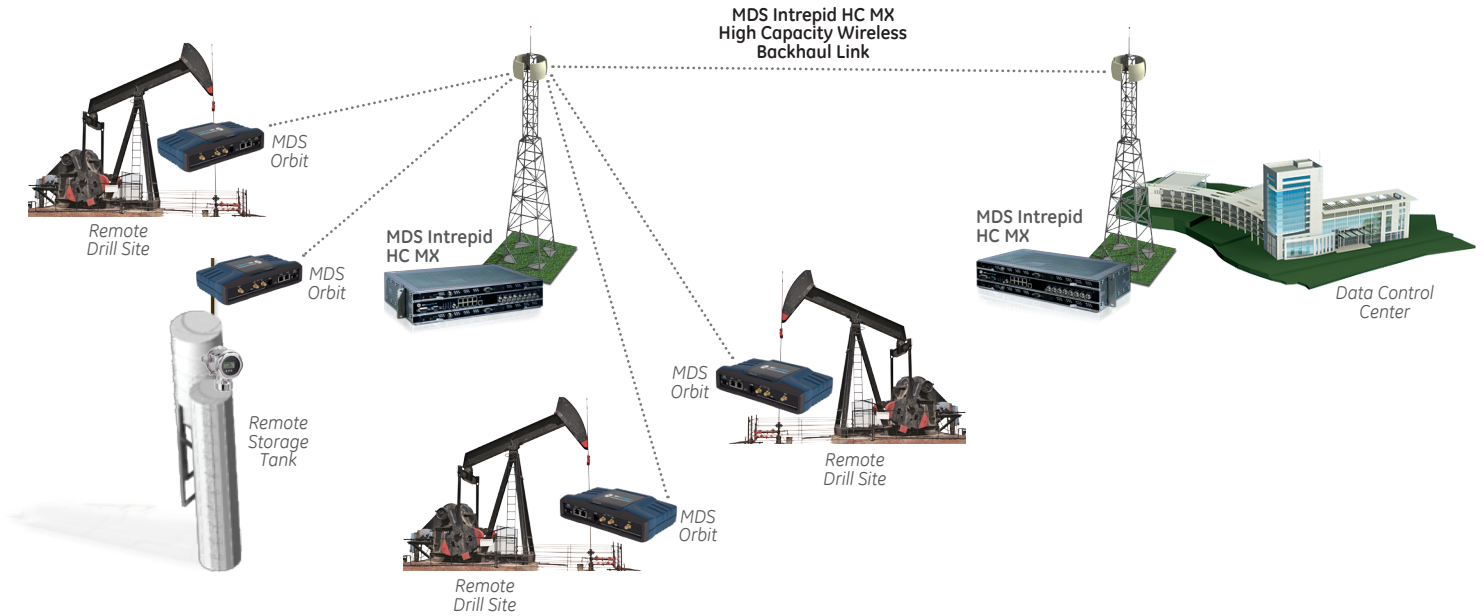 MDS Intrepid HC MX
High Capacity Wireless
Backhaul Link
MDS
Orbit
Remote
Drill Site
MDS Intrepid
HC MX
MDS
Orbit
MDS Intrepid
HC MX
Data Control
Center
MDS
Orbit
Remote
Storage
Tank
Remote
Drill Site
MDS
Orbit
Remote
Drill Site